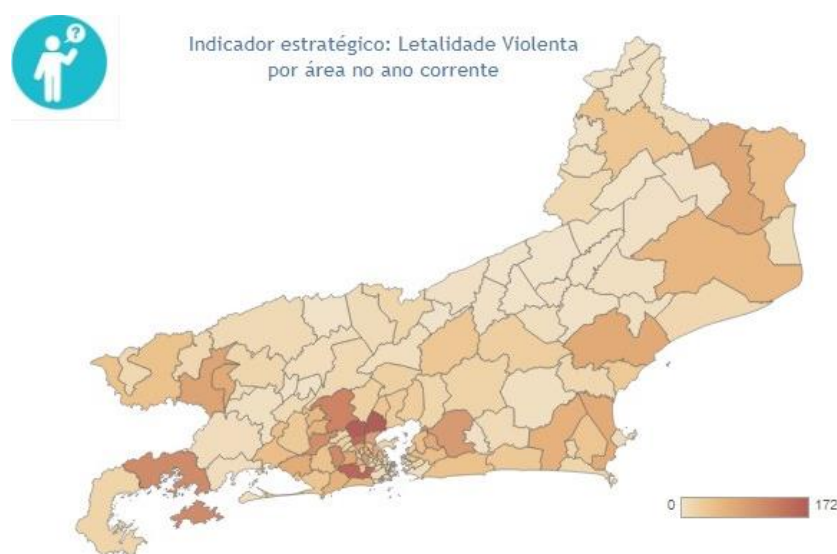 ?
Indicador estratégico: Letalidade Violenta
por área no ano corrente
0 172